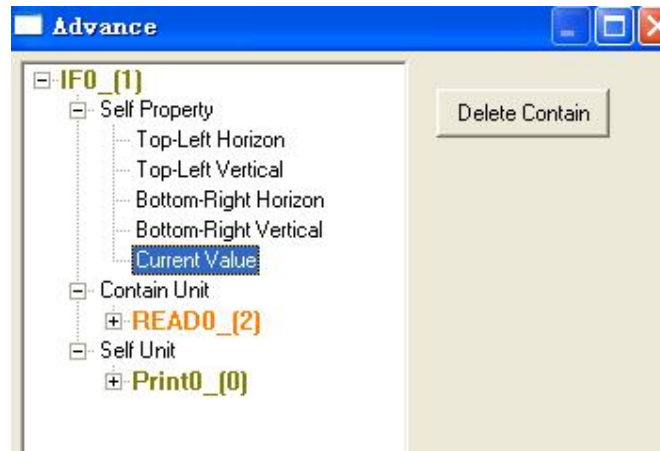 Advance
IF0_(1)
Self Property
Top-Left Horizon
Top-Left Vertical
Bottom-Right Horizon
Bottom-Right Vertical
Current Value
Contain Unit
READ0_(2)
Self Unit
Print0_(0)
Delete Contain